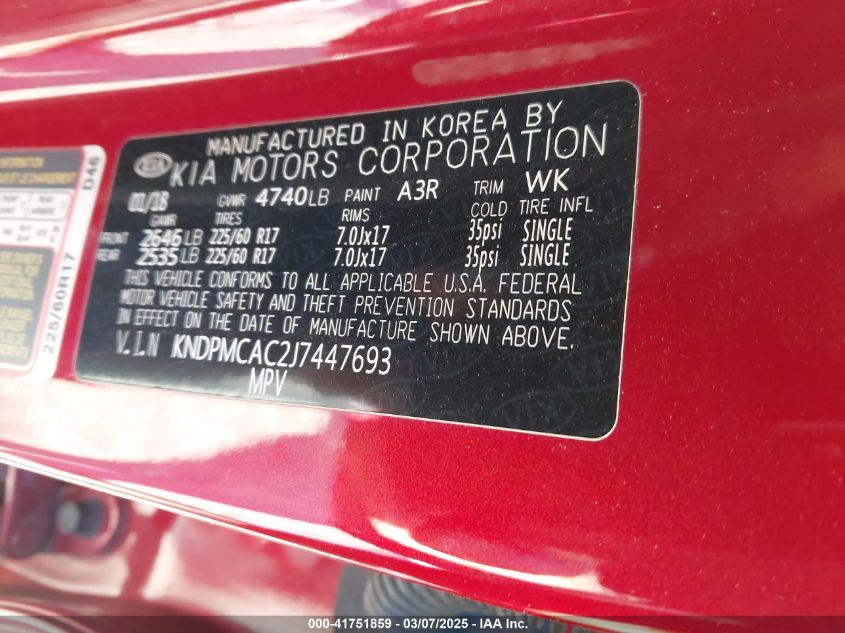 MANUFACTURED IN KOREA BY
KIA KIA MOTORS CORPORATION
01/18 GVWR 4740LB PAINT A3R TRIM WK
GAWR TIRES RIMS COLD TIRE INFL
FRONT 2646LB 225/60 R17 7.0Jx17 35psi SINGLE
REAR 2535LB 225/60 R17 7.0Jx17 35psi SINGLE
THIS VEHICLE CONFORMS TO ALL APPLICABLE U.S.A. FEDERAL
MOTOR VEHICLE SAFETY AND THEFT PREVENTION STANDARDS
IN EFFECT ON THE DATE OF MANUFACTURE SHOWN ABOVE.
V.I.N KNDPMCAC2J7447693
MPV
D46
225/60R17
000-41751859 — 03/07/2025 — IAA Inc.